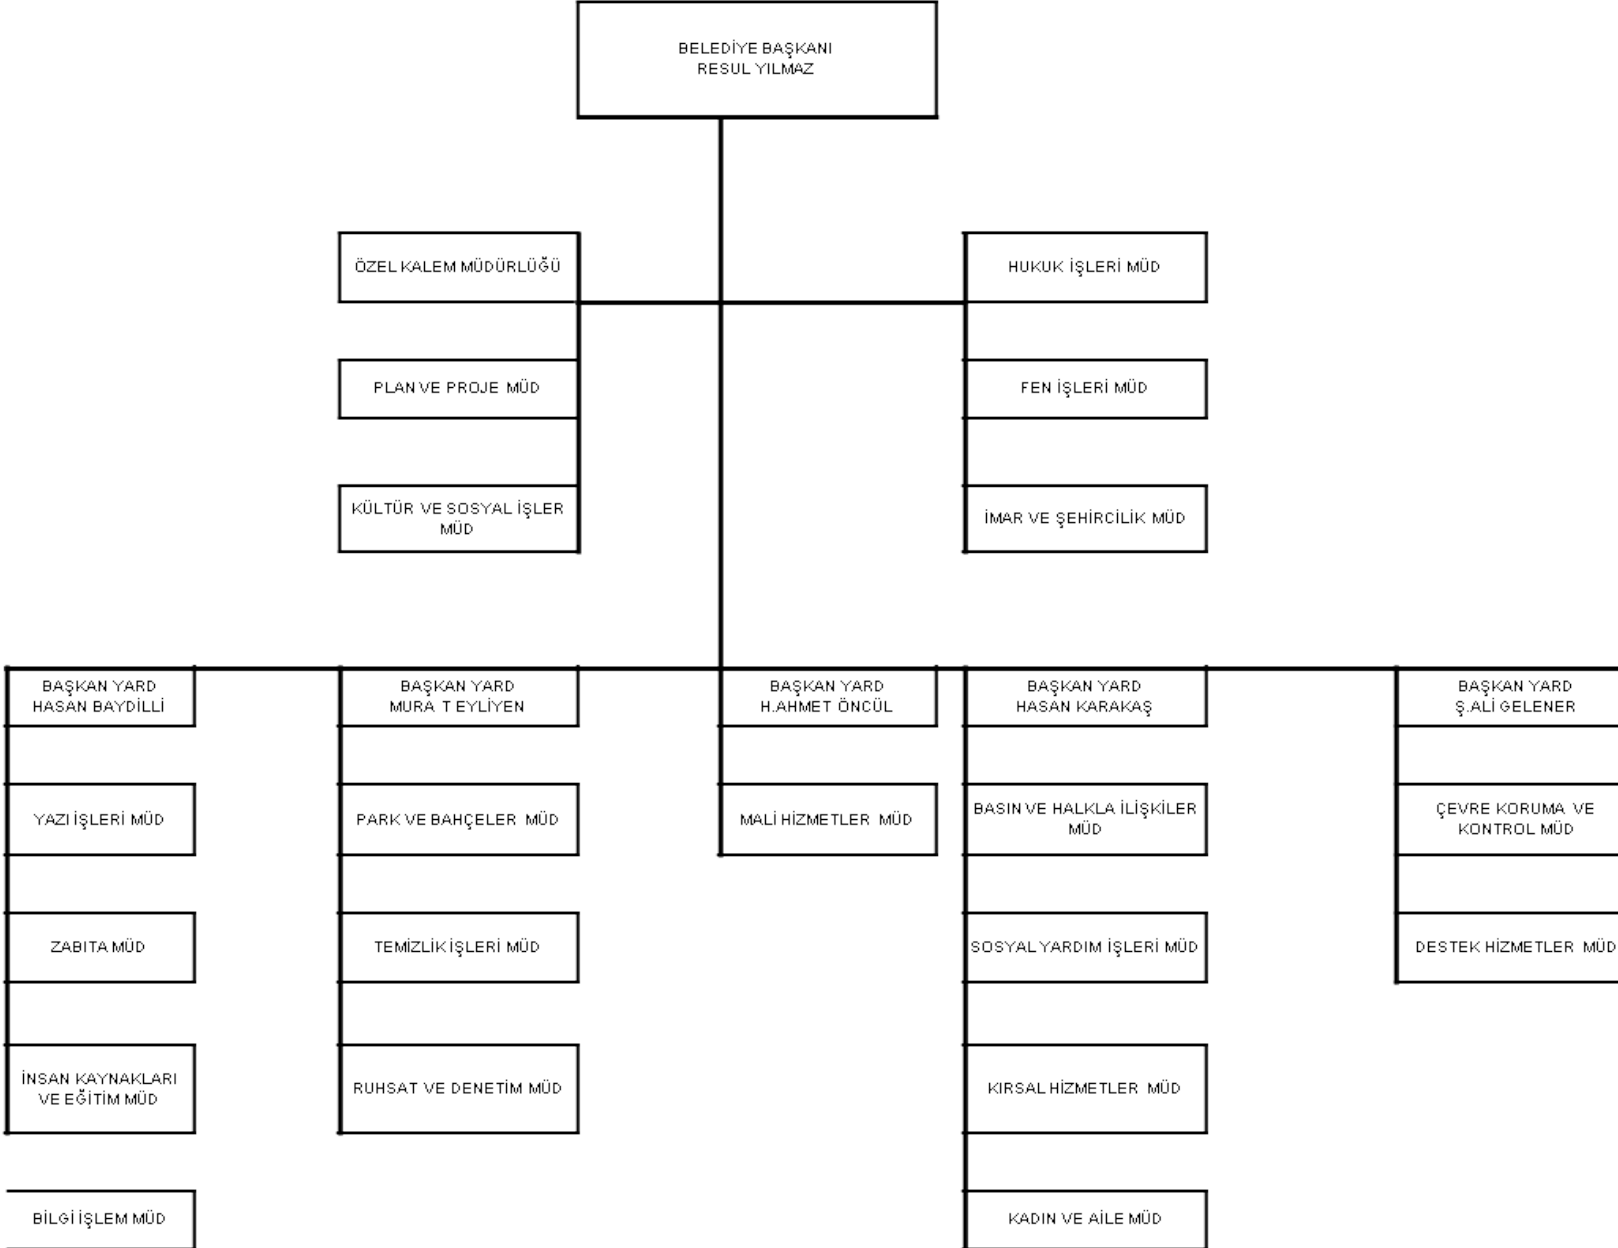 BELEDİYE BAŞKANI
RESUL YILMAZ
ÖZEL KALEM MÜDÜRLÜĞÜ
HUKUK İŞLERİ MÜD
PLAN VE PROJE MÜD
FEN İŞLERİ MÜD
KÜLTÜR VE SOSYAL İŞLER
MÜD
İMAR VE ŞEHİRCİLİK MÜD
BAŞKAN YARD
HASAN BAYDİLLİ
BAŞKAN YARD
MURA T EYLİYEN
BAŞKAN YARD
H.AHMET ÖNCÜL
BAŞKAN YARD
HASAN KARAKAŞ
BAŞKAN YARD
Ş.ALİ GELENER
YAZI İŞLERİ MÜD
PARK VE BAHÇELER MÜD
MALİ HİZMETLER MÜD
BASIN VE HALKLA İLİŞKİLER
MÜD
ÇEVRE KORUMA VE
KONTROL MÜD
ZABITA MÜD
TEMİZLİK İŞLERİ MÜD
SOSYAL YARDIM İŞLERİ MÜD
DESTEK HİZMETLER MÜD
İNSAN KAYNAKLARI
VE EĞİTİM MÜD
RUHSAT VE DENETİM MÜD
KIRSAL HİZMETLER MÜD
BİLGİ İŞLEM MÜD
KADIN VE AİLE MÜD